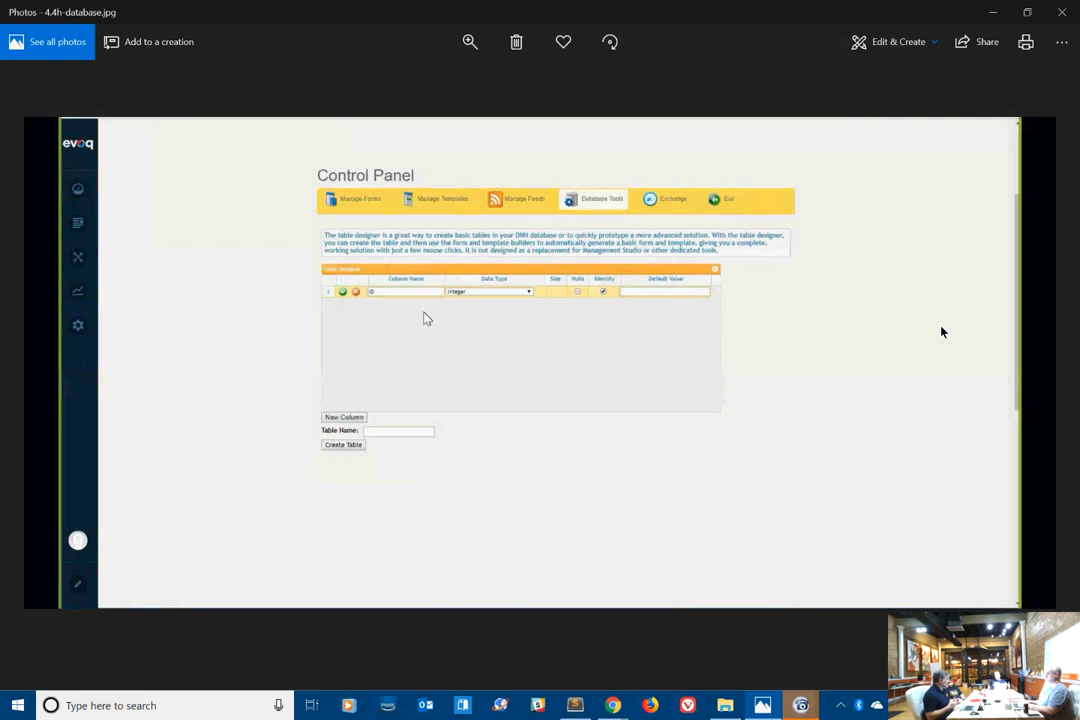 Photos - 4.4h-database.jpg
See all photos
Add to a creation
Edit & Create
Share
evoq
Control Panel
Manage Forms
Manage Templates
Manage Feeds
Database Tools
Exchange
Exit
The table designer is a great way to create basic tables in your DNN database or to quickly prototype a more advanced solution. With the table designer,
you can create the table and then use the form and template builders to automatically generate a basic form and template, giving you a complete,
working solution with just a few mouse clicks. It is not designed as a replacement for Management Studio or other dedicated tools.
Table Designer
Column Name Data Type Size Nulls Identity Default Value
1 ID Integer
New Column
Table Name:
Create Table
Type here to search